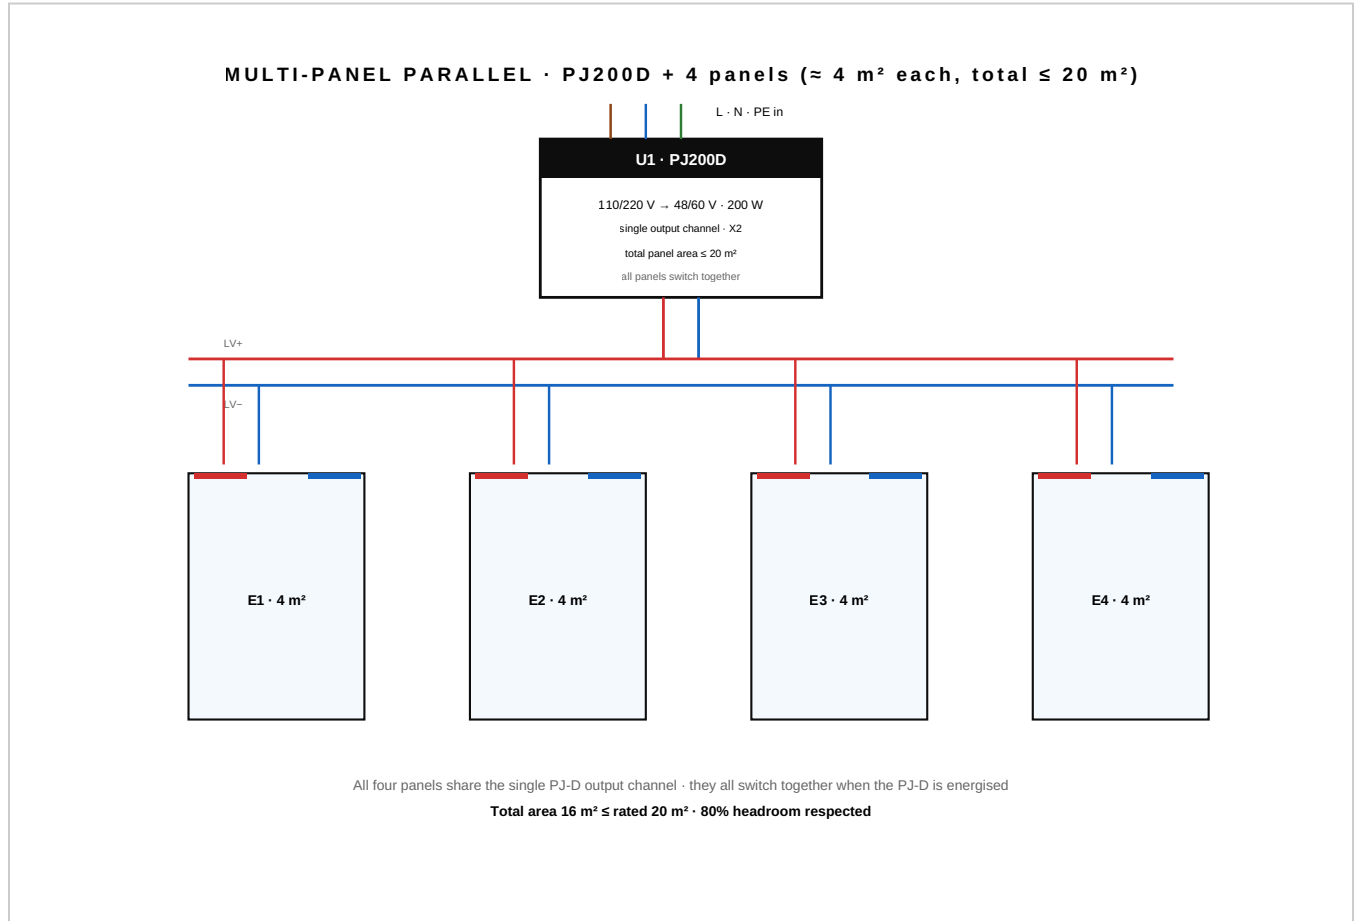 MULTI-PANEL PARALLEL · PJ200D + 4 panels (≈ 4 m² each, total ≤ 20 m²)
L · N · PE in
U1 · PJ200D
110/220 V → 48/60 V · 200 W
single output channel · X2
total panel area ≤ 20 m²
all panels switch together
LV+
LV−
E1 · 4 m²
E2 · 4 m²
E3 · 4 m²
E4 · 4 m²
All four panels share the single PJ-D output channel · they all switch together when the PJ-D is energised
Total area 16 m² ≤ rated 20 m² · 80% headroom respected